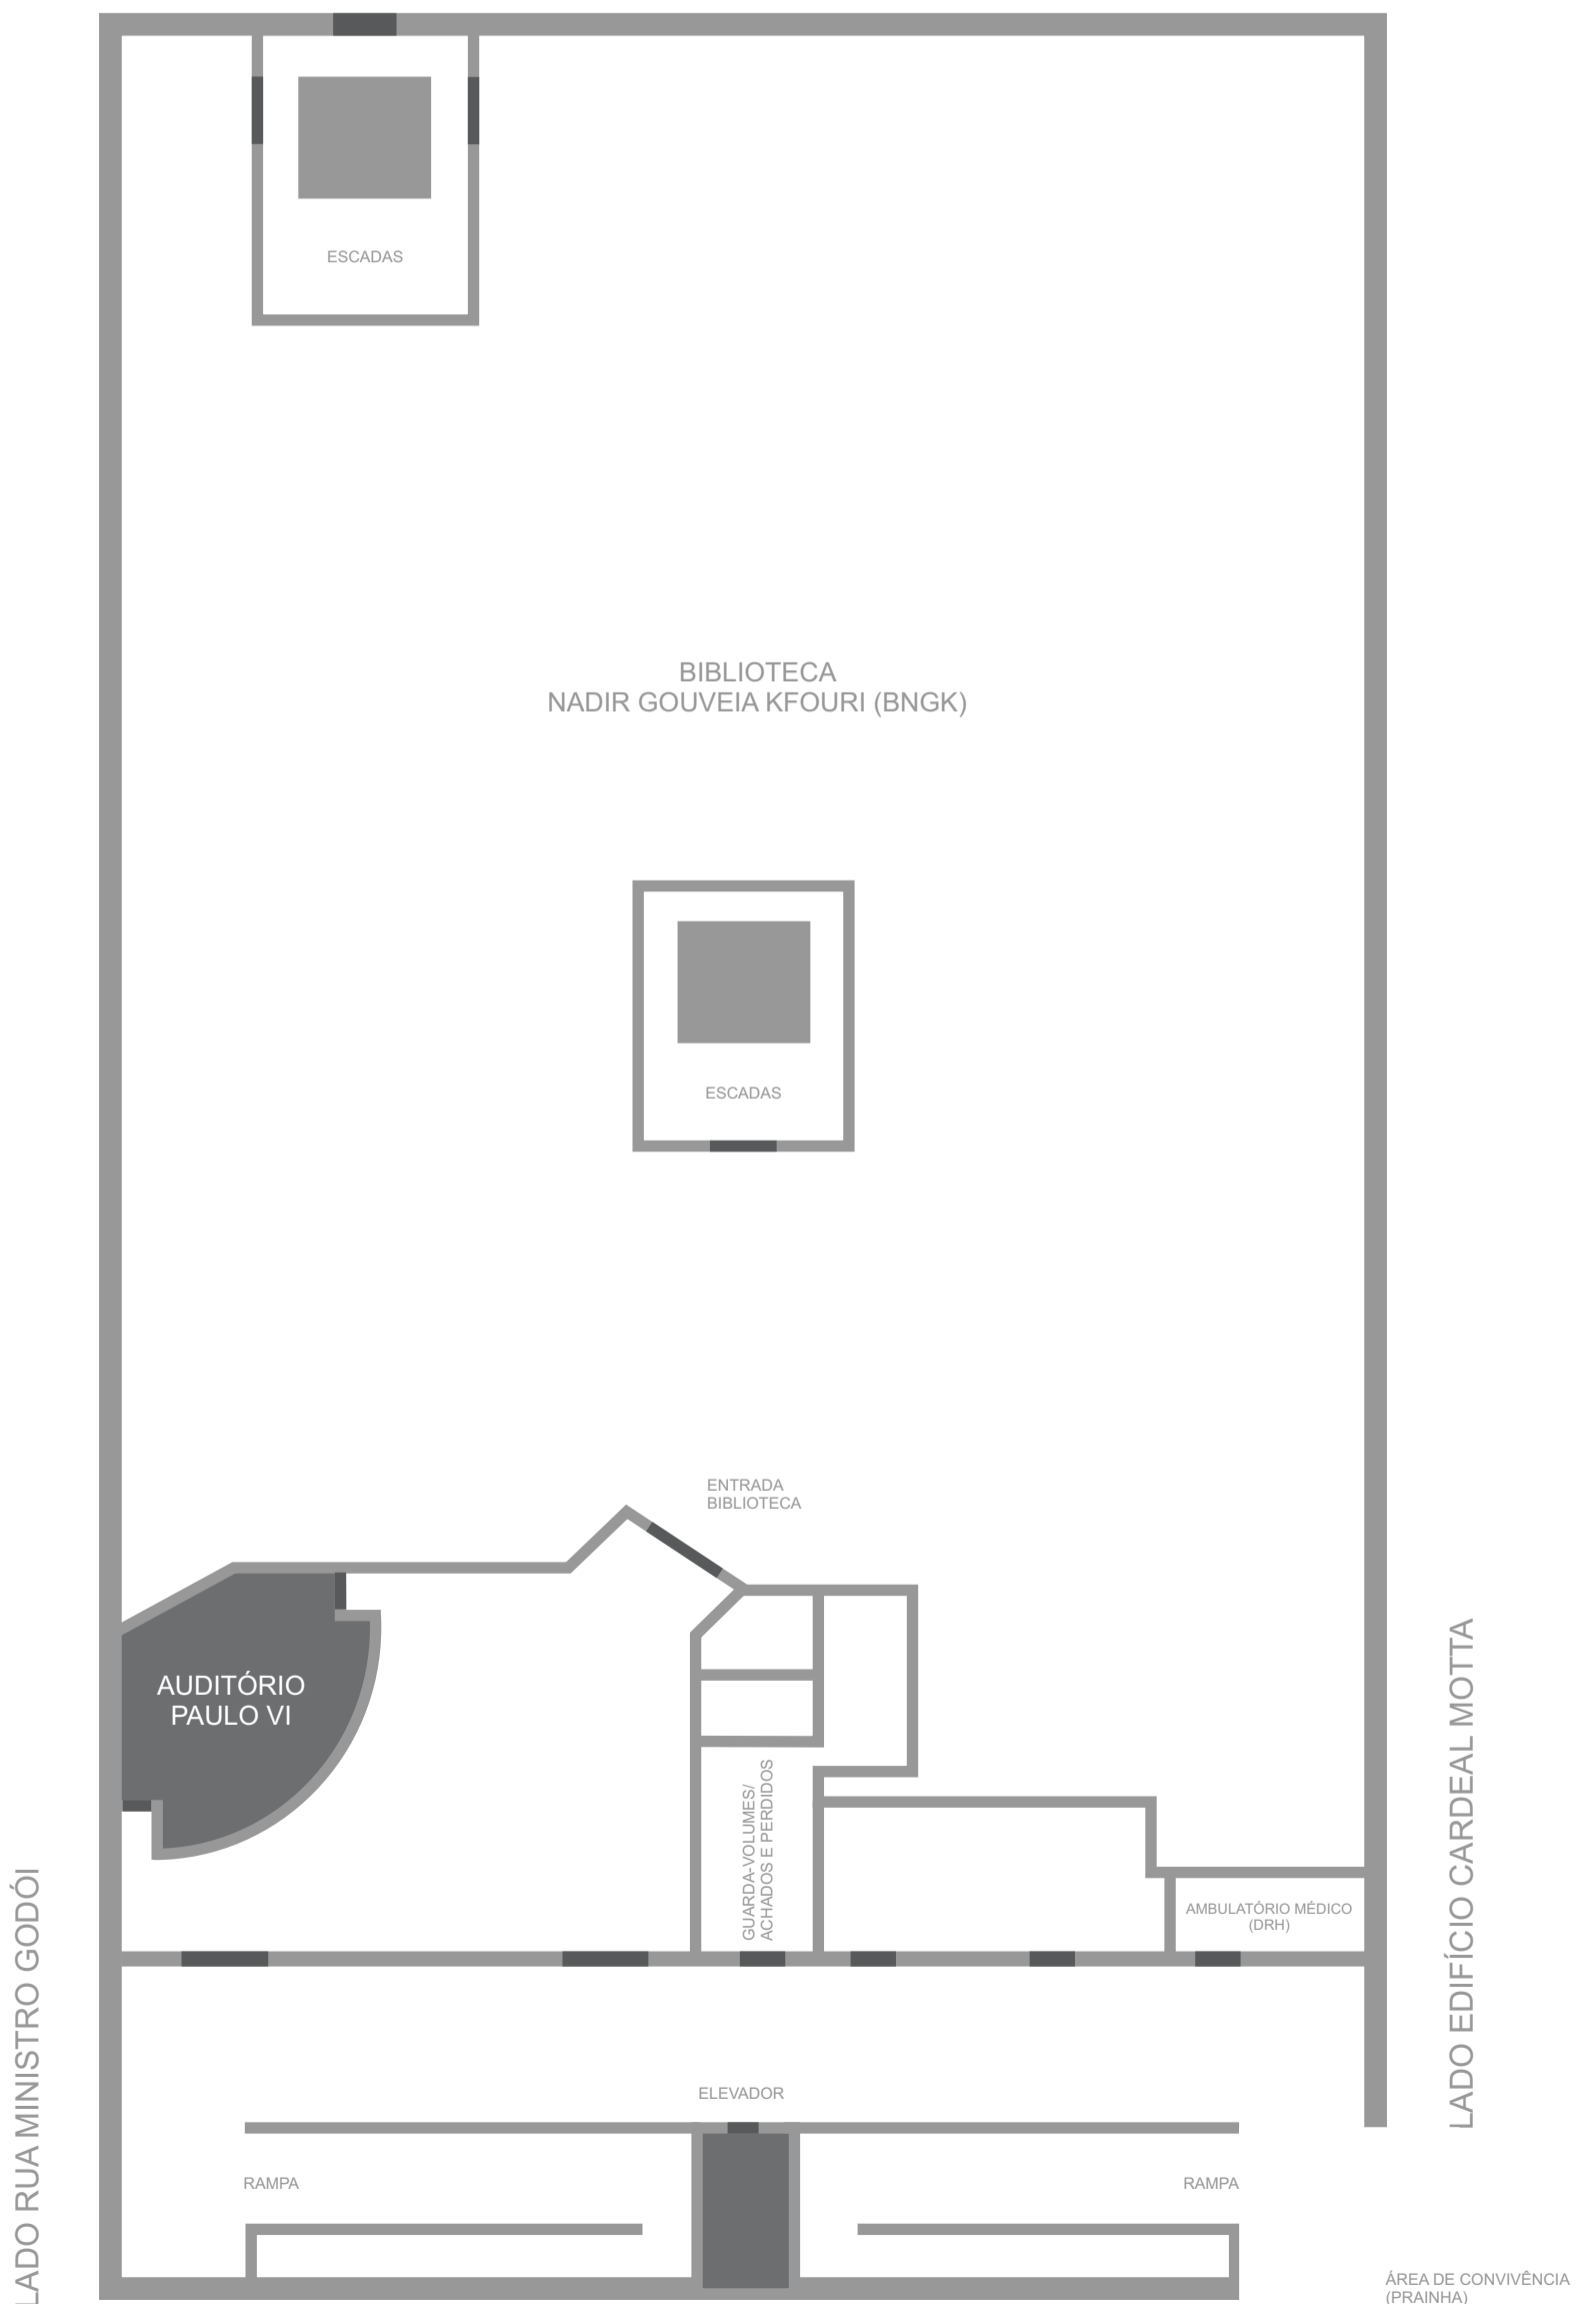 ESCADAS
BIBLIOTECA
NADIR GOUVEIA KFOURI (BNGK)
ESCADAS
ENTRADA
BIBLIOTECA
AUDITÓRIO
PAULO VI
GUARDA-VOLUMES/
ACHADOS E PERDIDOS
AMBULATÓRIO MÉDICO
(DRH)
LADO EDIFÍCIO CARDEAL MOTTA
LADO RUA MINISTRO GODÓI
ELEVADOR
RAMPA
RAMPA
ÁREA DE CONVIVÊNCIA
(PRAINHA)